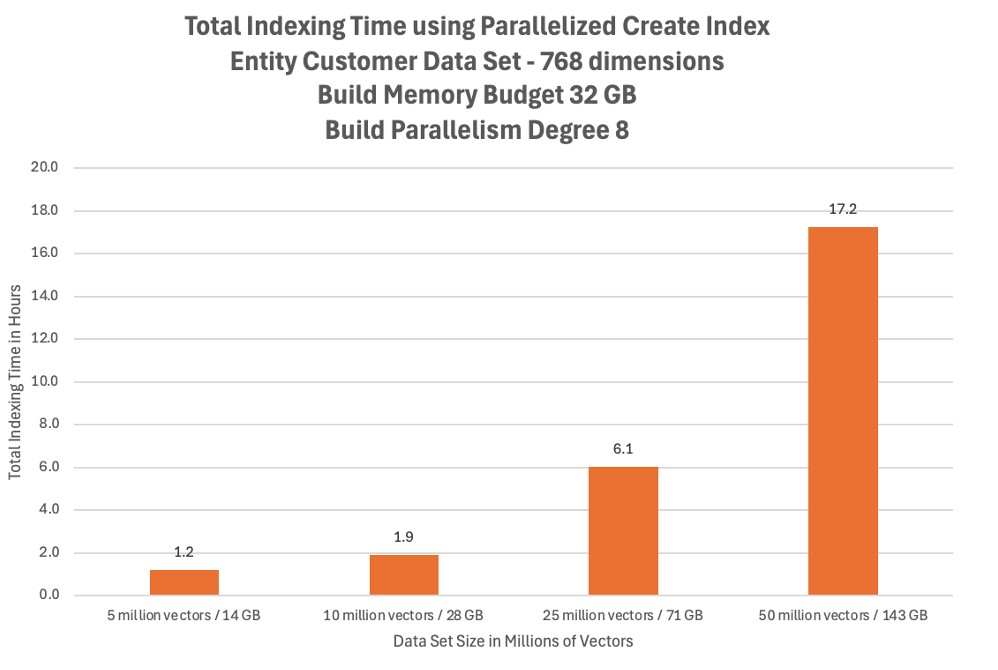 Total Indexing Time using Parallelized Create Index
Entity Customer Data Set - 768 dimensions
Build Memory Budget 32 GB
Build Parallelism Degree 8
Total Indexing Time in Hours
20.0
18.0
16.0
14.0
12.0
10.0
8.0
6.0
4.0
2.0
0.0
1.2
1.9
6.1
17.2
5 million vectors / 14 GB
10 million vectors / 28 GB
25 million vectors / 71 GB
50 million vectors / 143 GB
Data Set Size in Millions of Vectors